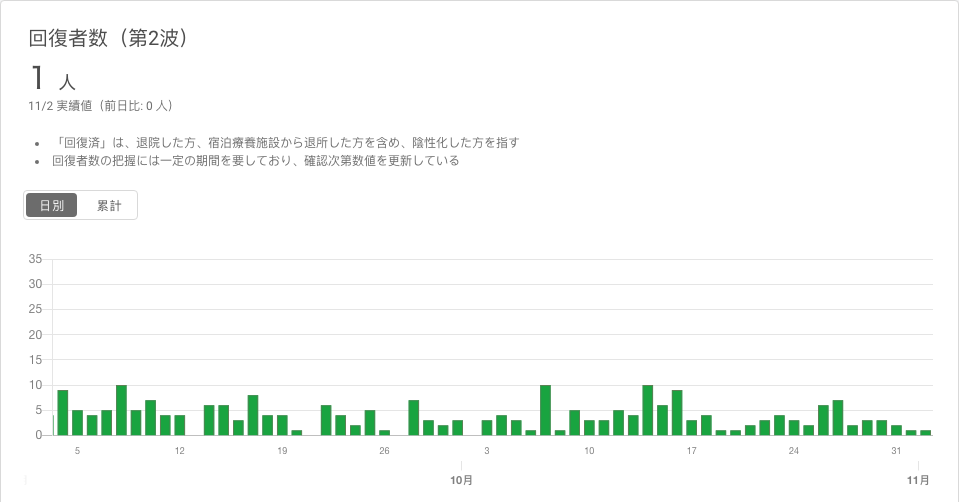 回復者数（第2波）
1 人
11/2 実績値（前日比: 0 人）
• 「回復済」は、退院した方、宿泊療養施設から退所した方を含め、陰性化した方を指す
• 回復者数の把握には一定の期間を要しており、確認次第数値を更新している
日別 累計
35
30
25
20
15
10
5
0
5 12 19 26 3 10 17 24 31
10月 11月